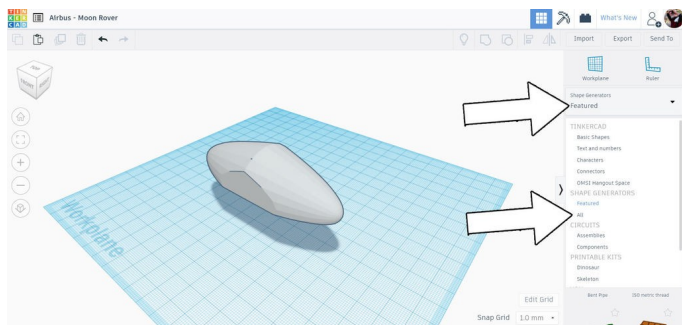 TIN
KER
CAD
Airbus - Moon Rover
What's New
Import Export Send To
TOP
FRONT
Workplane Ruler
Shape Generators
Featured
TINKERCAD
Basic Shapes
Text and numbers
Characters
Connectors
OMSI Hangout Space
SHAPE GENERATORS
Featured
All
CIRCUITS
Assemblies
Components
PRINTABLE KITS
Dinosaur
Skeleton
Bent Pipe ISO metric thread
Workplane
Edit Grid
Snap Grid 1.0 mm